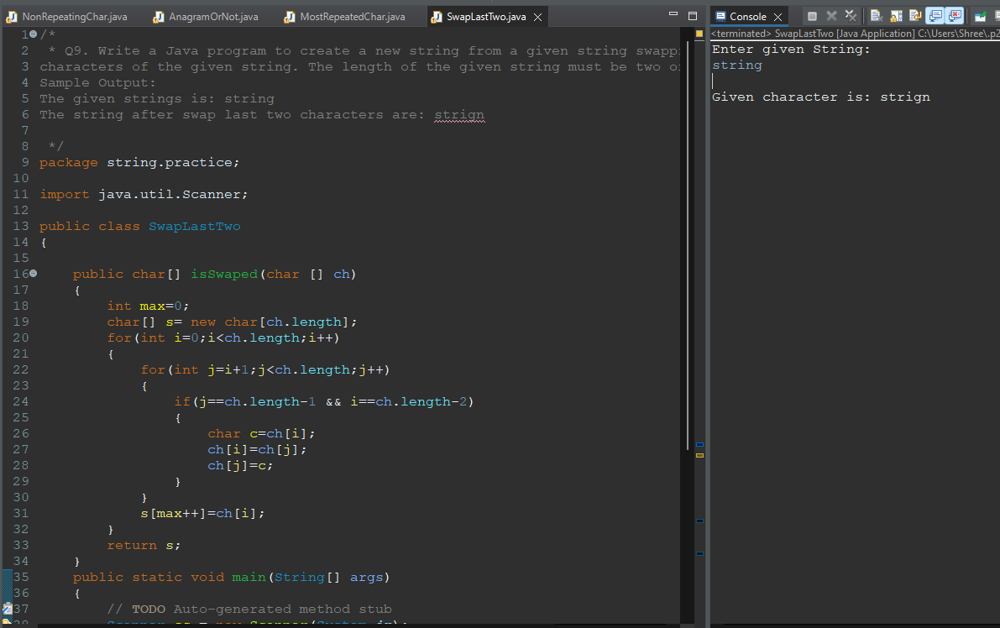 NonRepeatingChar.java AnagramOrNot.java MostRepeatedChar.java SwapLastTwo.java
1 /*
2 * Q9. Write a Java program to create a new string from a given string swappi
3 characters of the given string. The length of the given string must be two o
4 Sample Output:
5 The given strings is: string
6 The string after swap last two characters are: strign
7
8 */
9 package string.practice;
10
11 import java.util.Scanner;
12
13 public class SwapLastTwo
14 {
15
16 public char[] isSwaped(char [] ch)
17 {
18 int max=0;
19 char[] s= new char[ch.length];
20 for(int i=0;i<ch.length;i++)
21 {
22 for(int j=i+1;j<ch.length;j++)
23 {
24 if(j==ch.length-1 && i==ch.length-2)
25 {
26 char c=ch[i];
27 ch[i]=ch[j];
28 ch[j]=c;
29 }
30 }
31 s[max++]=ch[i];
32 }
33 return s;
34 }
35 public static void main(String[] args)
36 {
37 // TODO Auto-generated method stub
Console
<terminated> SwapLastTwo [Java Application] C:\Users\Shree\.p2
Enter given String:
string
Given character is: strign